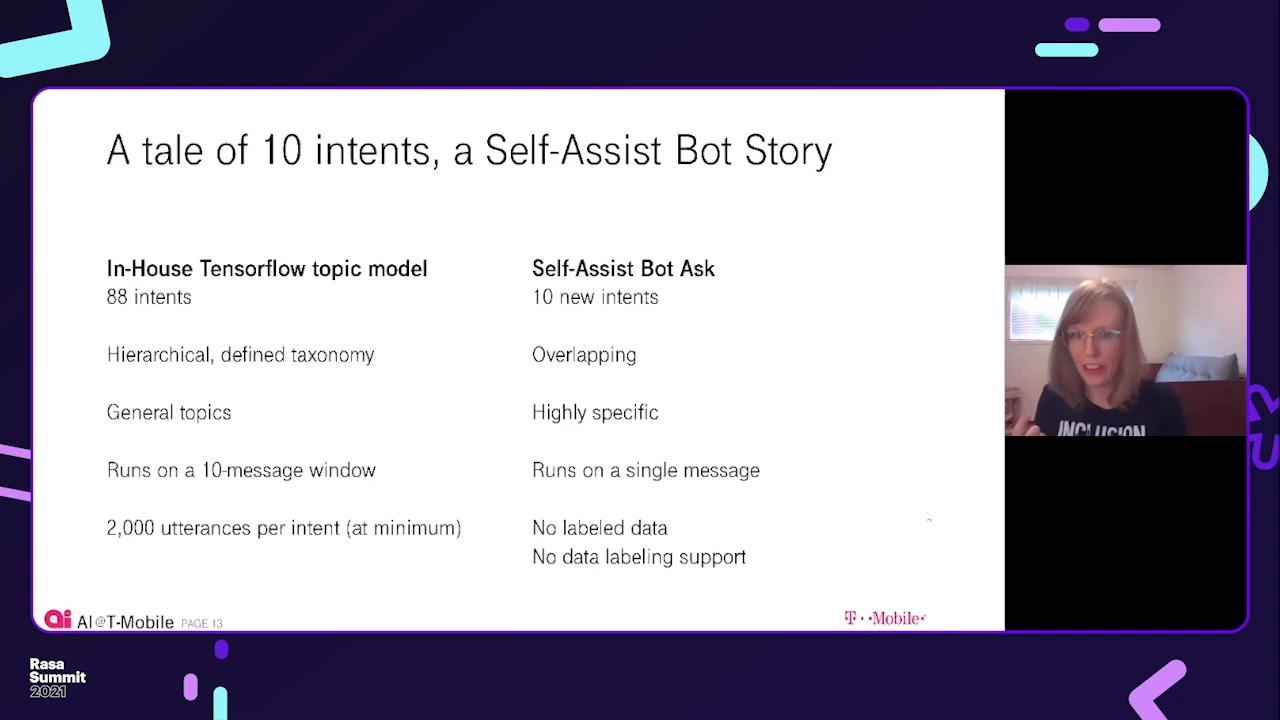 A tale of 10 intents, a Self-Assist Bot Story
In-House Tensorflow topic model
88 intents
Hierarchical, defined taxonomy
General topics
Runs on a 10-message window
2,000 utterances per intent (at minimum)
Self-Assist Bot Ask
10 new intents
Overlapping
Highly specific
Runs on a single message
No labeled data
No data labeling support
INCLUSION
ai AI@T-Mobile PAGE 13
T··Mobile·
Rasa
Summit
2021